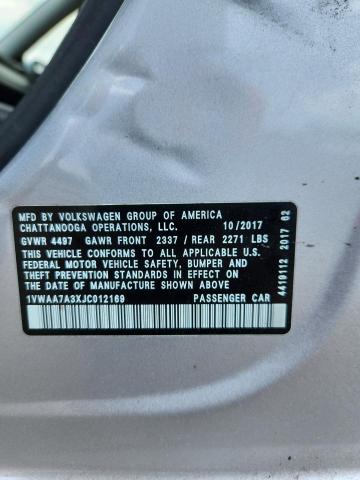 MFD BY VOLKSWAGEN GROUP OF AMERICA
CHATTANOOGA OPERATIONS, LLC. 10/2017
GVWR 4497 GAWR FRONT 2337 / REAR 2271 LBS
THIS VEHICLE CONFORMS TO ALL APPLICABLE U.S.
FEDERAL MOTOR VEHICLE SAFETY, BUMPER AND
THEFT PREVENTION STANDARDS IN EFFECT ON THE
DATE OF MANUFACTURE SHOWN ABOVE
1VWAA7A3XJC012169 PASSENGER CAR
4419112 2017 62